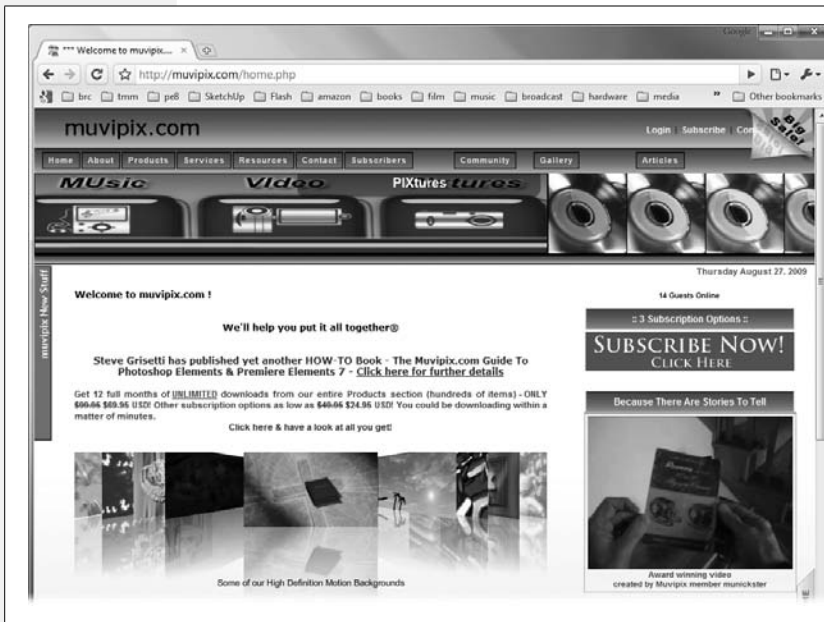 Google
*** Welcome to muvipix....
http://muvipix.com/home.php
brc tmm pe8 SketchUp Flash amazon books film music broadcast hardware media » Other bookmarks
muvipix.com
Login | Subscribe | Con
Big Sale!
Home About Products Services Resources Contact Subscribers Community Gallery Articles
MUsic VIdeo PIXtures tures
Thursday August 27, 2009
muvipix New Stuff
Welcome to muvipix.com !
14 Guests Online
We'll help you put it all together®
:: 3 Subscription Options ::
SUBSCRIBE NOW!
CLICK HERE
Steve Grisetti has published yet another HOW-TO Book - The Muvipix.com Guide To
Photoshop Elements & Premiere Elements 7 - Click here for further details
Get 12 full months of UNLIMITED downloads from our entire Products section (hundreds of items) - ONLY
$99.95 $69.95 USD! Other subscription options as low as $49.95 $24.95 USD! You could be downloading within a
matter of minutes.
Click here & have a look at all you get!
Because There Are Stories To Tell
Some of our High Definition Motion Backgrounds
Award winning video
created by Muvipix member munickster